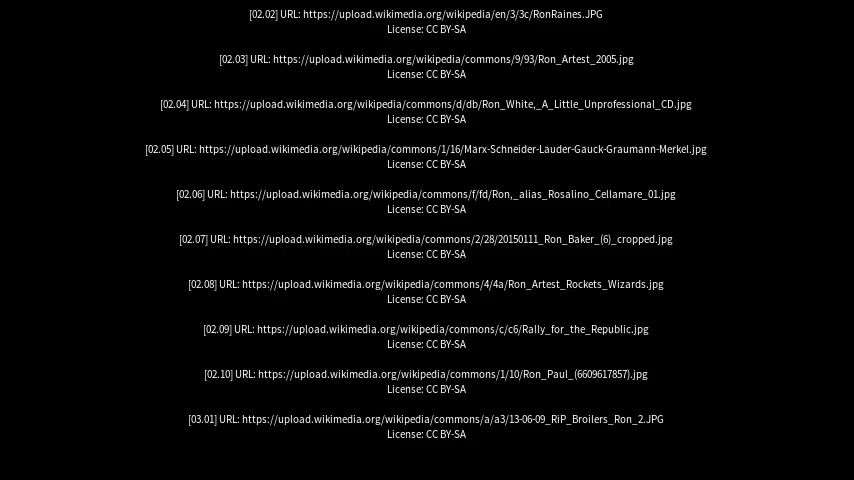 [02.02] URL: https://upload.wikimedia.org/wikipedia/en/3/3c/RonRaines.JPG
License: CC BY-SA
[02.03] URL: https://upload.wikimedia.org/wikipedia/commons/9/93/Ron_Artest_2005.jpg
License: CC BY-SA
[02.04] URL: https://upload.wikimedia.org/wikipedia/commons/d/db/Ron_White,_A_Little_Unprofessional_CD.jpg
License: CC BY-SA
[02.05] URL: https://upload.wikimedia.org/wikipedia/commons/1/16/Marx-Schneider-Lauder-Gauck-Graumann-Merkel.jpg
License: CC BY-SA
[02.06] URL: https://upload.wikimedia.org/wikipedia/commons/f/fd/Ron,_alias_Rosalino_Cellamare_01.jpg
License: CC BY-SA
[02.07] URL: https://upload.wikimedia.org/wikipedia/commons/2/28/20150111_Ron_Baker_(6)_cropped.jpg
License: CC BY-SA
[02.08] URL: https://upload.wikimedia.org/wikipedia/commons/4/4a/Ron_Artest_Rockets_Wizards.jpg
License: CC BY-SA
[02.09] URL: https://upload.wikimedia.org/wikipedia/commons/c/c6/Rally_for_the_Republic.jpg
License: CC BY-SA
[02.10] URL: https://upload.wikimedia.org/wikipedia/commons/1/10/Ron_Paul_(6609617857).jpg
License: CC BY-SA
[03.01] URL: https://upload.wikimedia.org/wikipedia/commons/a/a3/13-06-09_RiP_Broilers_Ron_2.JPG
License: CC BY-SA